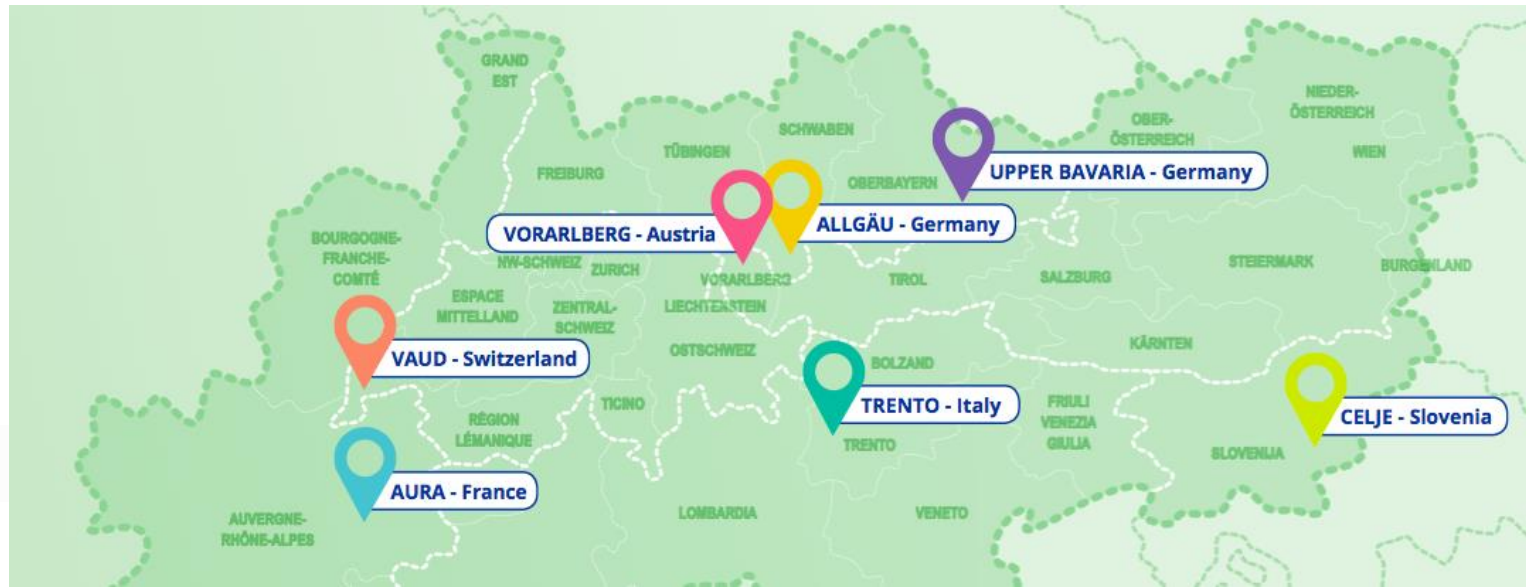 GRAND
EST
NIEDER-
ÖSTERREICH
OBER-
ÖSTERREICH
SCHWABEN
TÜBINGEN
WIEN
FREIBURG
OBERBAYERN
UPPER BAVARIA - Germany
ALLGÄU - Germany
VORARLBERG - Austria
BOURGOGNE-
FRANCHE-
COMTÉ
NW-SCHWEIZ
ZURICH
VORARLBERG
TIROL
SALZBURG
STEIERMARK
BURGENLAND
ESPACE
MITTELLAND
ZENTRAL-
SCHWEIZ
LIECHTENSTEIN
OSTSCHWEIZ
KÄRNTEN
VAUD - Switzerland
BOLZANO
TRENTO - Italy
TICINO
RÉGION
LÉMANIQUE
FRIULI
VENEZIA
GIULIA
CELJE - Slovenia
TRENTO
SLOVENIJA
AURA - France
AUVERGNE-
RHÔNE-ALPES
LOMBARDIA
VENETO